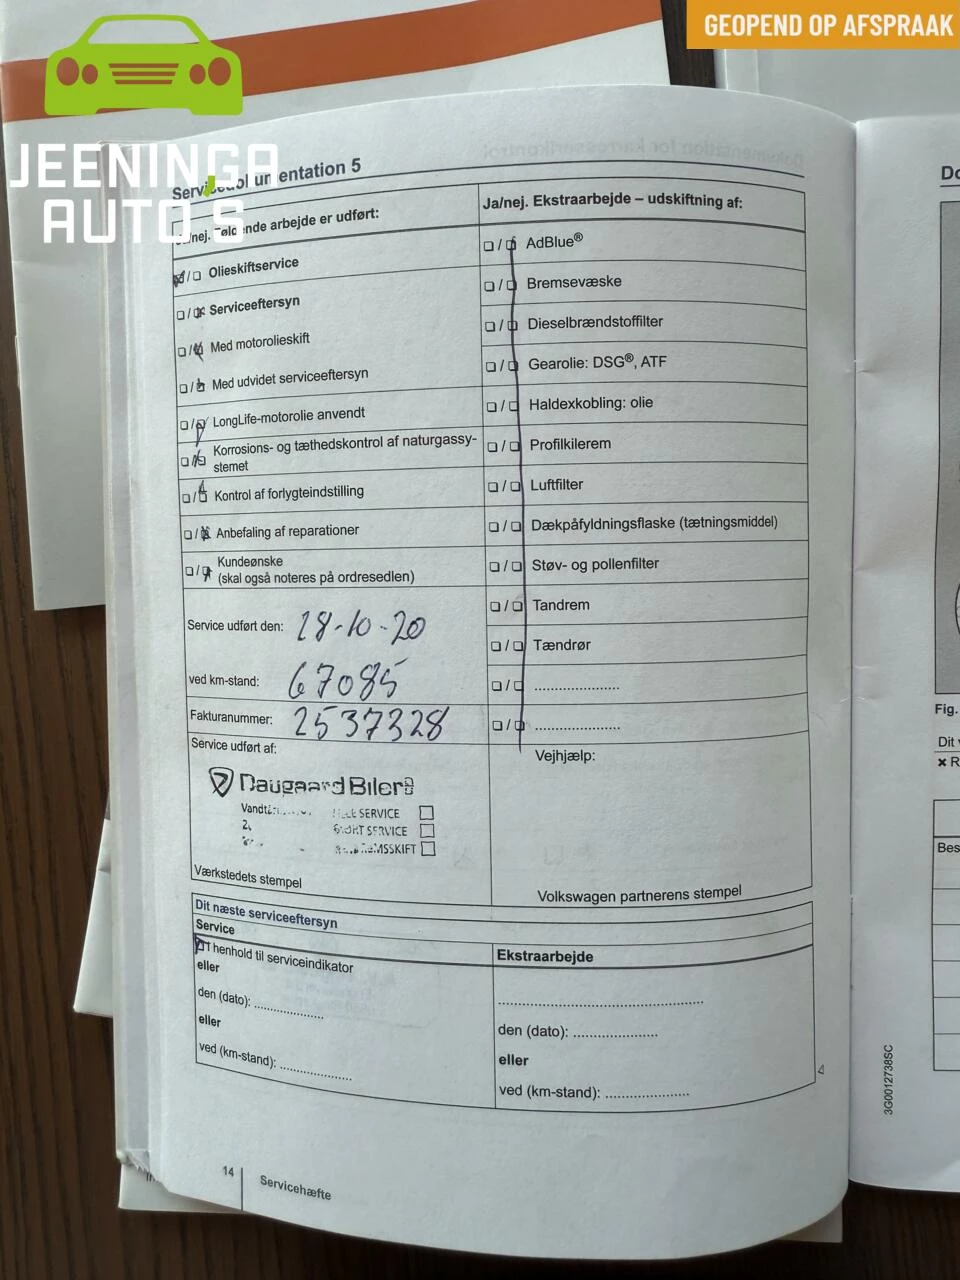 GEOPEND OP AFSPRAAK
JEENINGA
AUTO'S
Servicedokumentation 5
Ja/nej. Følgende arbejde er udført:
☑/❏ Olieskiftservice
❏/☒ Serviceeftersyn
❏/☒ Med motorolieskift
❏/☒ Med udvidet serviceeftersyn
❏/☒ LongLife-motorolie anvendt
❏/☒ Korrosions- og tæthedskontrol af naturgassy-
stemet
❏/☒ Kontrol af forlygteindstilling
❏/☒ Anbefaling af reparationer
❏/☒ Kundeønske
(skal også noteres på ordresedlen)
Service udført den: 28-10-20
ved km-stand: 67085
Fakturanummer: 2537328
Service udført af:
Daugaard Biler
SERVICE
SERVICE
Værkstedets stempel
Ja/nej. Ekstraarbejde – udskiftning af:
❏/❏ AdBlue®
❏/❏ Bremsevæske
❏/❏ Dieselbrændstoffilter
❏/❏ Gearolie: DSG®, ATF
❏/❏ Haldexkobling: olie
❏/❏ Profilkilerem
❏/❏ Luftfilter
❏/❏ Dækpåfyldningsflaske (tætningsmiddel)
❏/❏ Støv- og pollenfilter
❏/❏ Tandrem
❏/❏ Tændrør
❏/❏ .....................
❏/❏ .....................
Vejhjælp:
Volkswagen partnerens stempel
Dit næste serviceeftersyn
Service
I henhold til serviceindikator
eller
den (dato): .................
eller
ved (km-stand): .................
Ekstraarbejde
..................................................
den (dato): .....................
eller
ved (km-stand): .....................
14
Servicehæfte
3G0012738SC
Fig.